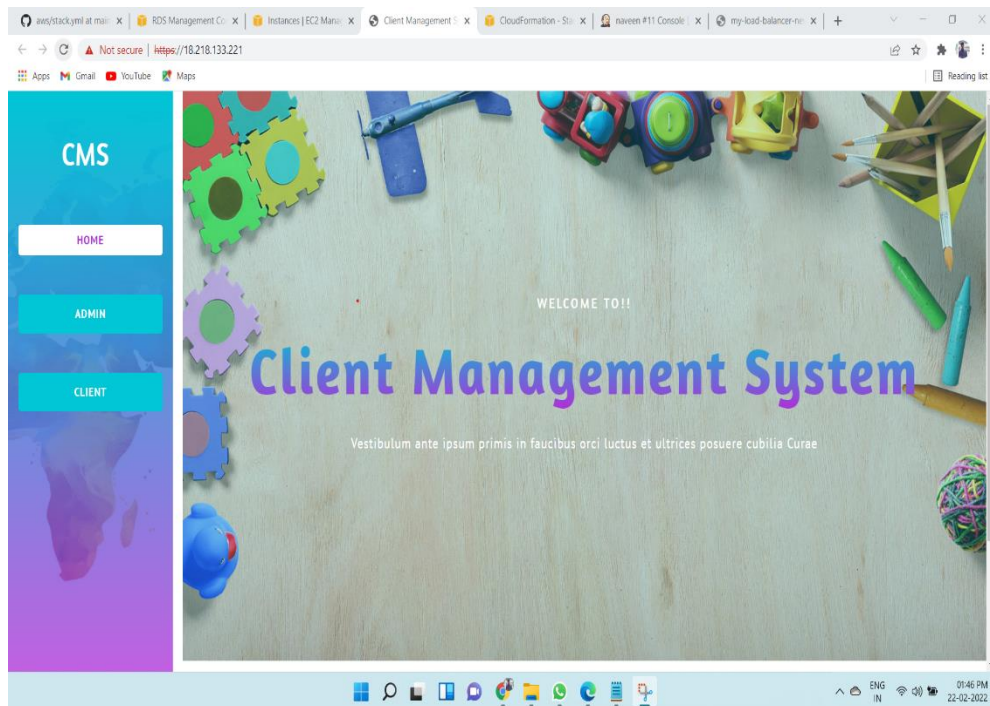 aws/stack.yml at main
RDS Management Co
Instances | EC2 Mana
Client Management S
CloudFormation - Sta
naveen #11 Console
my-load-balancer-ne
Not secure
https://18.218.133.221
Apps
Gmail
YouTube
Maps
Reading list
CMS
HOME
ADMIN
CLIENT
WELCOME TO!!
Client Management System
Vestibulum ante ipsum primis in faucibus orci luctus et ultrices posuere cubilia Curae
ENG
IN
01:46 PM
22-02-2022